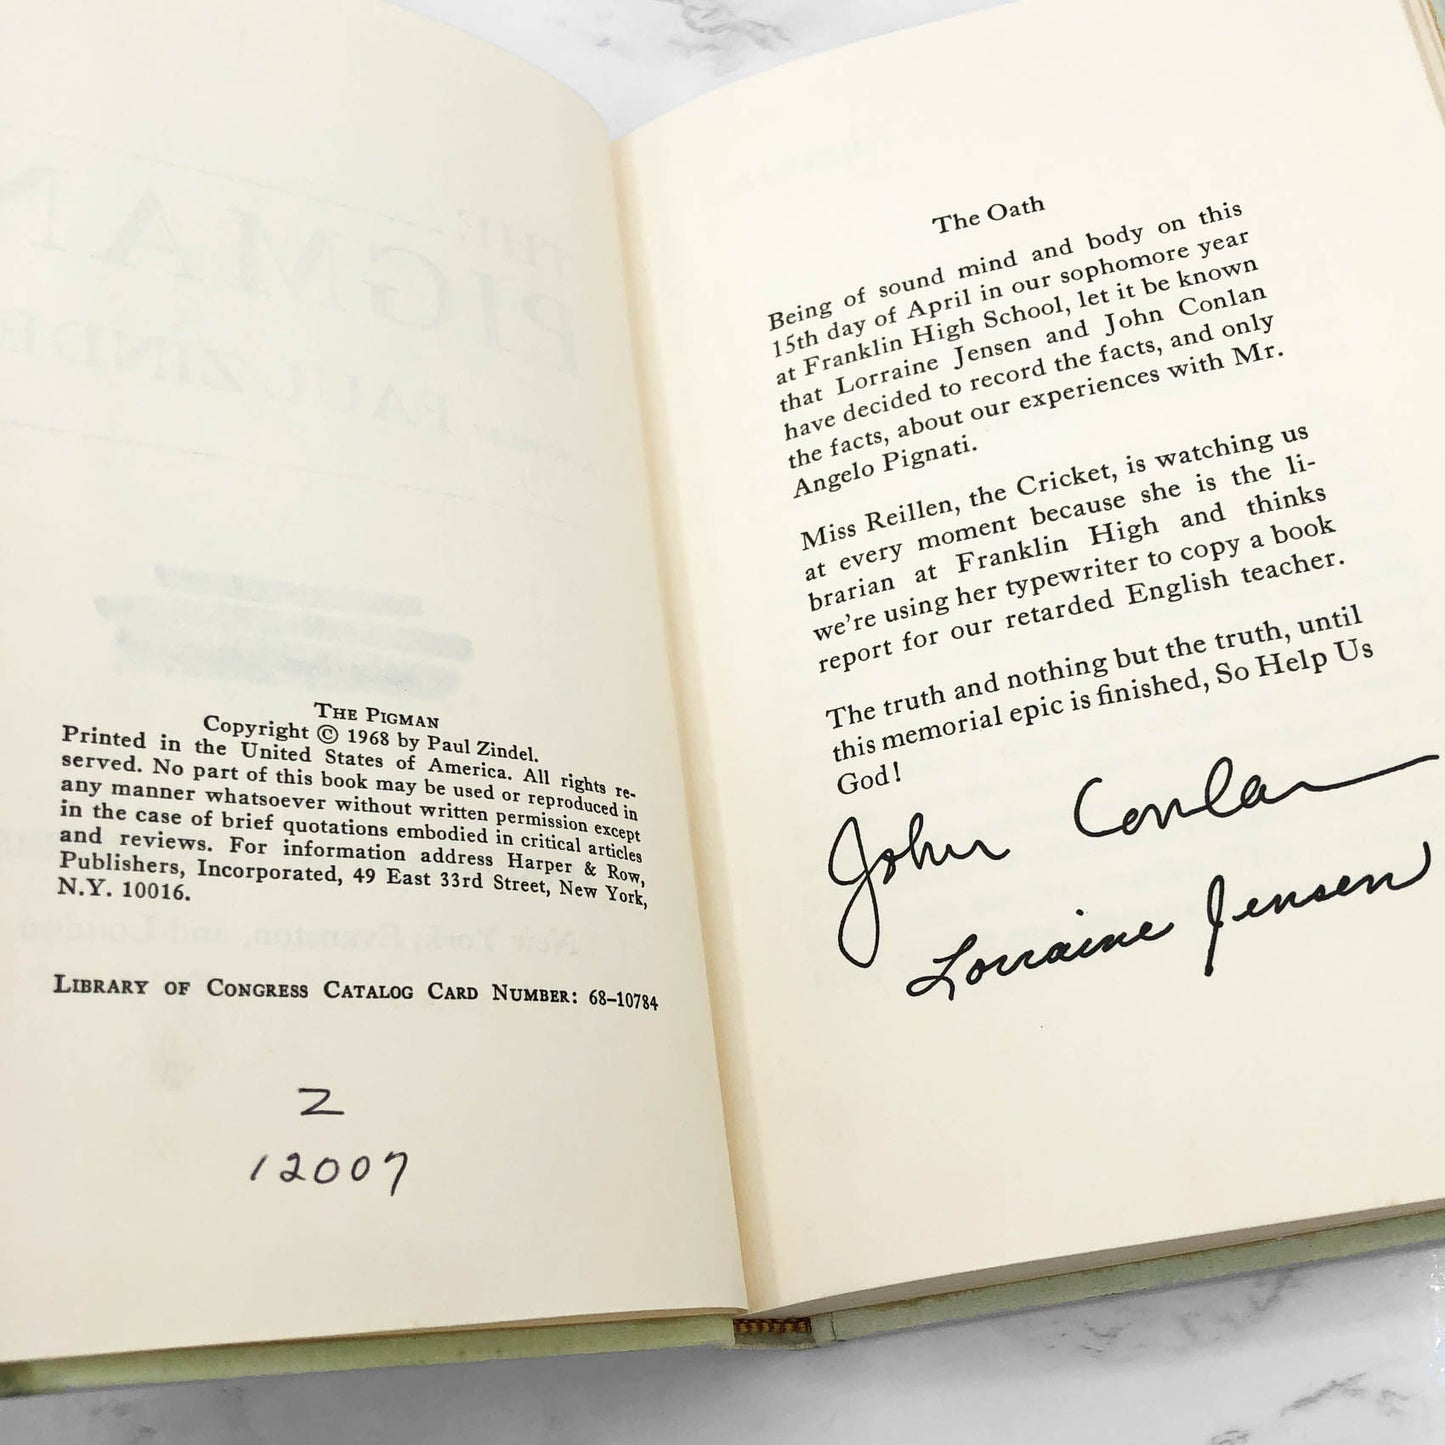 THE PIGMAN
Copyright © 1968 by Paul Zindel.
Printed in the United States of America. All rights re-
served. No part of this book may be used or reproduced in
any manner whatsoever without written permission except
in the case of brief quotations embodied in critical articles
and reviews. For information address Harper & Row,
Publishers, Incorporated, 49 East 33rd Street, New York,
N.Y. 10016.
LIBRARY OF CONGRESS CATALOG CARD NUMBER: 68-10784
Z
12007
The Oath
Being of sound mind and body on this
15th day of April in our sophomore year
at Franklin High School, let it be known
that Lorraine Jensen and John Conlan
have decided to record the facts, and only
the facts, about our experiences with Mr.
Angelo Pignati.
Miss Reillen, the Cricket, is watching us
at every moment because she is the li-
brarian at Franklin High and thinks
we're using her typewriter to copy a book
report for our retarded English teacher.
The truth and nothing but the truth, until
this memorial epic is finished, So Help Us
God!
John Conlan
Lorraine Jensen